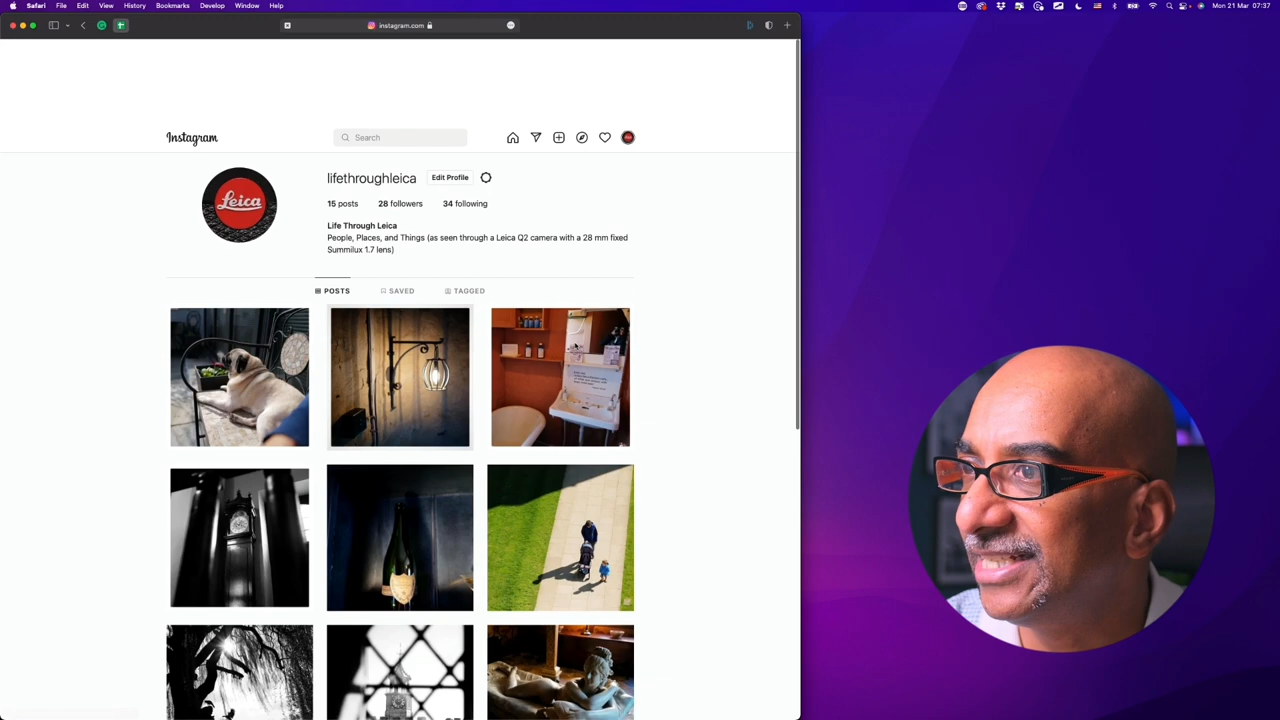 Safari File Edit View History Bookmarks Develop Window Help
Mon 21 Mar 07:37
instagram.com
Instagram
Search
Leica
lifethroughleica Edit Profile
15 posts 28 followers 34 following
Life Through Leica
People, Places, and Things (as seen through a Leica Q2 camera with a 28 mm fixed
Summilux 1.7 lens)
POSTS SAVED TAGGED